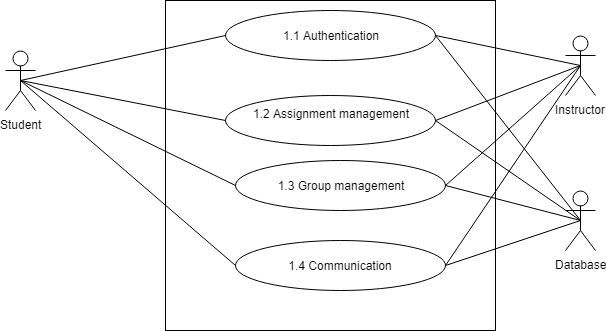 1.1 Authentication
Student
1.2 Assignment management
Instructor
1.3 Group management
1.4 Communication
Database